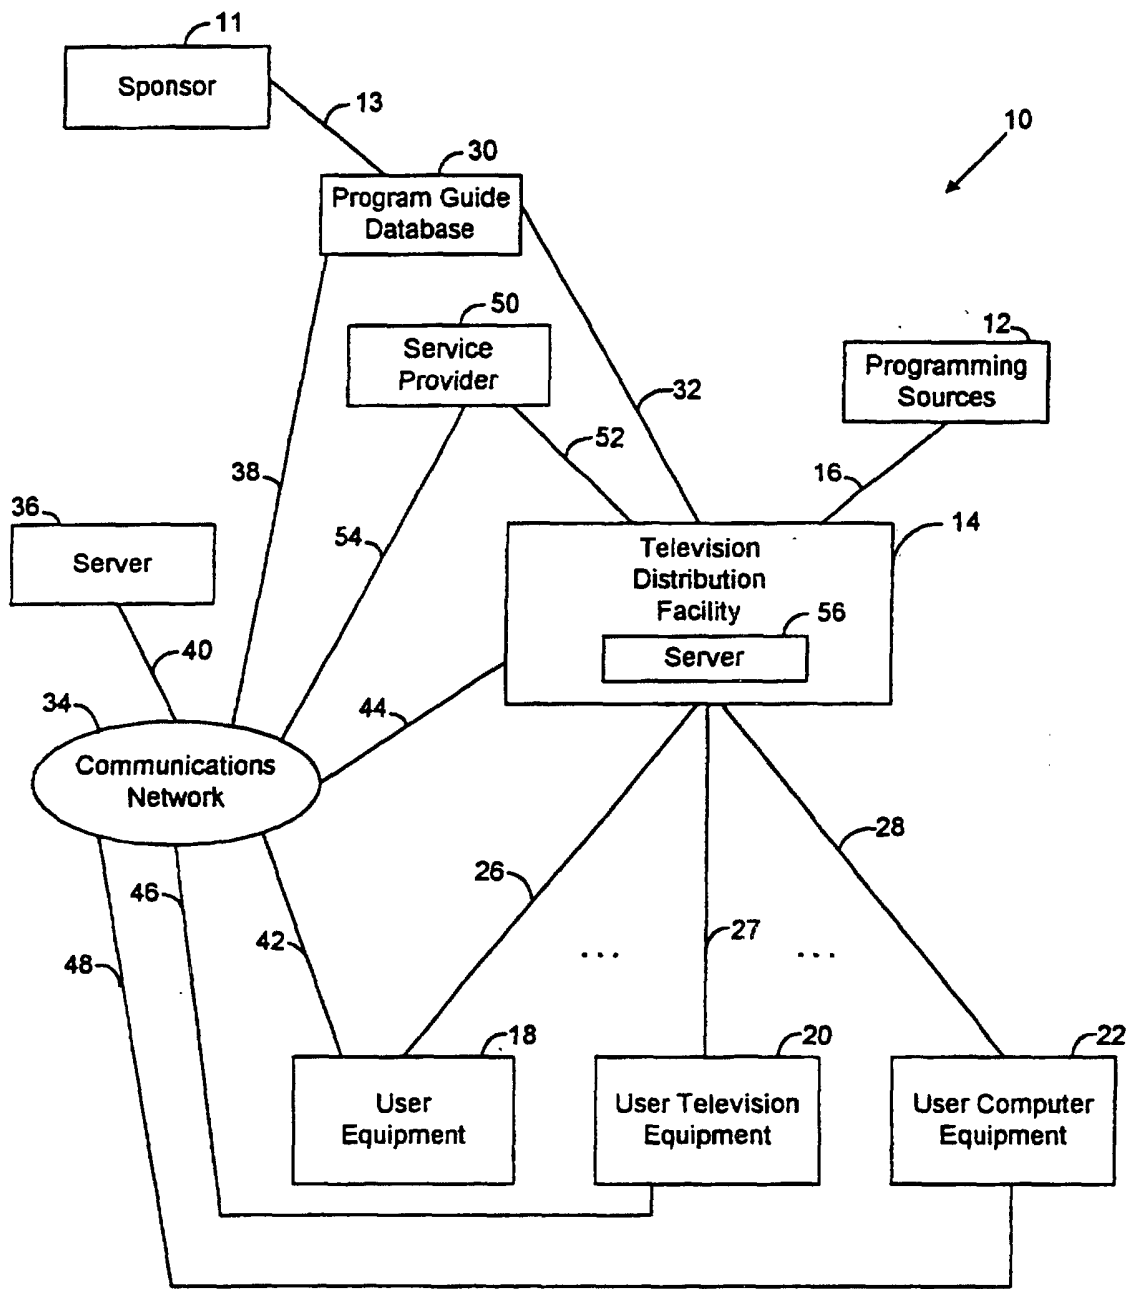 11
Sponsor
13
10
30
Program Guide
Database
50
Service
Provider
12
Programming
Sources
32
52
16
38
36
Server
54
14
Television
Distribution
Facility
56
Server
40
34
44
Communications
Network
28
26
46
27
42
48
... ...
18
User
Equipment
20
User Television
Equipment
22
User Computer
Equipment